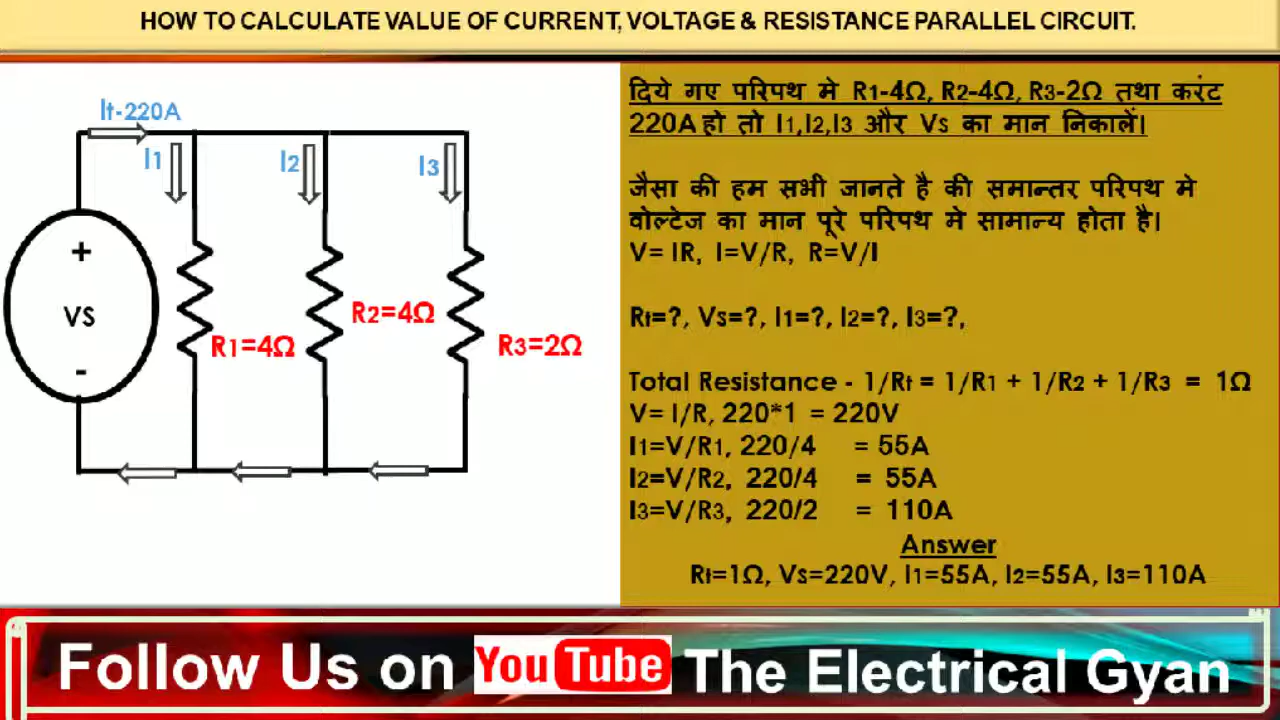 HOW TO CALCULATE VALUE OF CURRENT, VOLTAGE & RESISTANCE PARALLEL CIRCUIT.
It-220A
I1
I2
I3
+
VS
-
R1=4Ω
R2=4Ω
R3=2Ω
दिये गए परिपथ मे R1-4Ω, R2-4Ω, R3-2Ω तथा करंट
220A हो तो I1,I2,I3 और Vs का मान निकालें।
जैसा की हम सभी जानते है की समान्तर परिपथ मे
वोल्टेज का मान पूरे परिपथ मे सामान्य होता है।
V= IR, I=V/R, R=V/I
Rt=?, Vs=?, I1=?, I2=?, I3=?,
Total Resistance - 1/Rt = 1/R1 + 1/R2 + 1/R3 = 1Ω
V= I/R, 220*1 = 220V
I1=V/R1, 220/4 = 55A
I2=V/R2, 220/4 = 55A
I3=V/R3, 220/2 = 110A
Answer
Rt=1Ω, Vs=220V, I1=55A, I2=55A, I3=110A
Follow Us on YouTube The Electrical Gyan